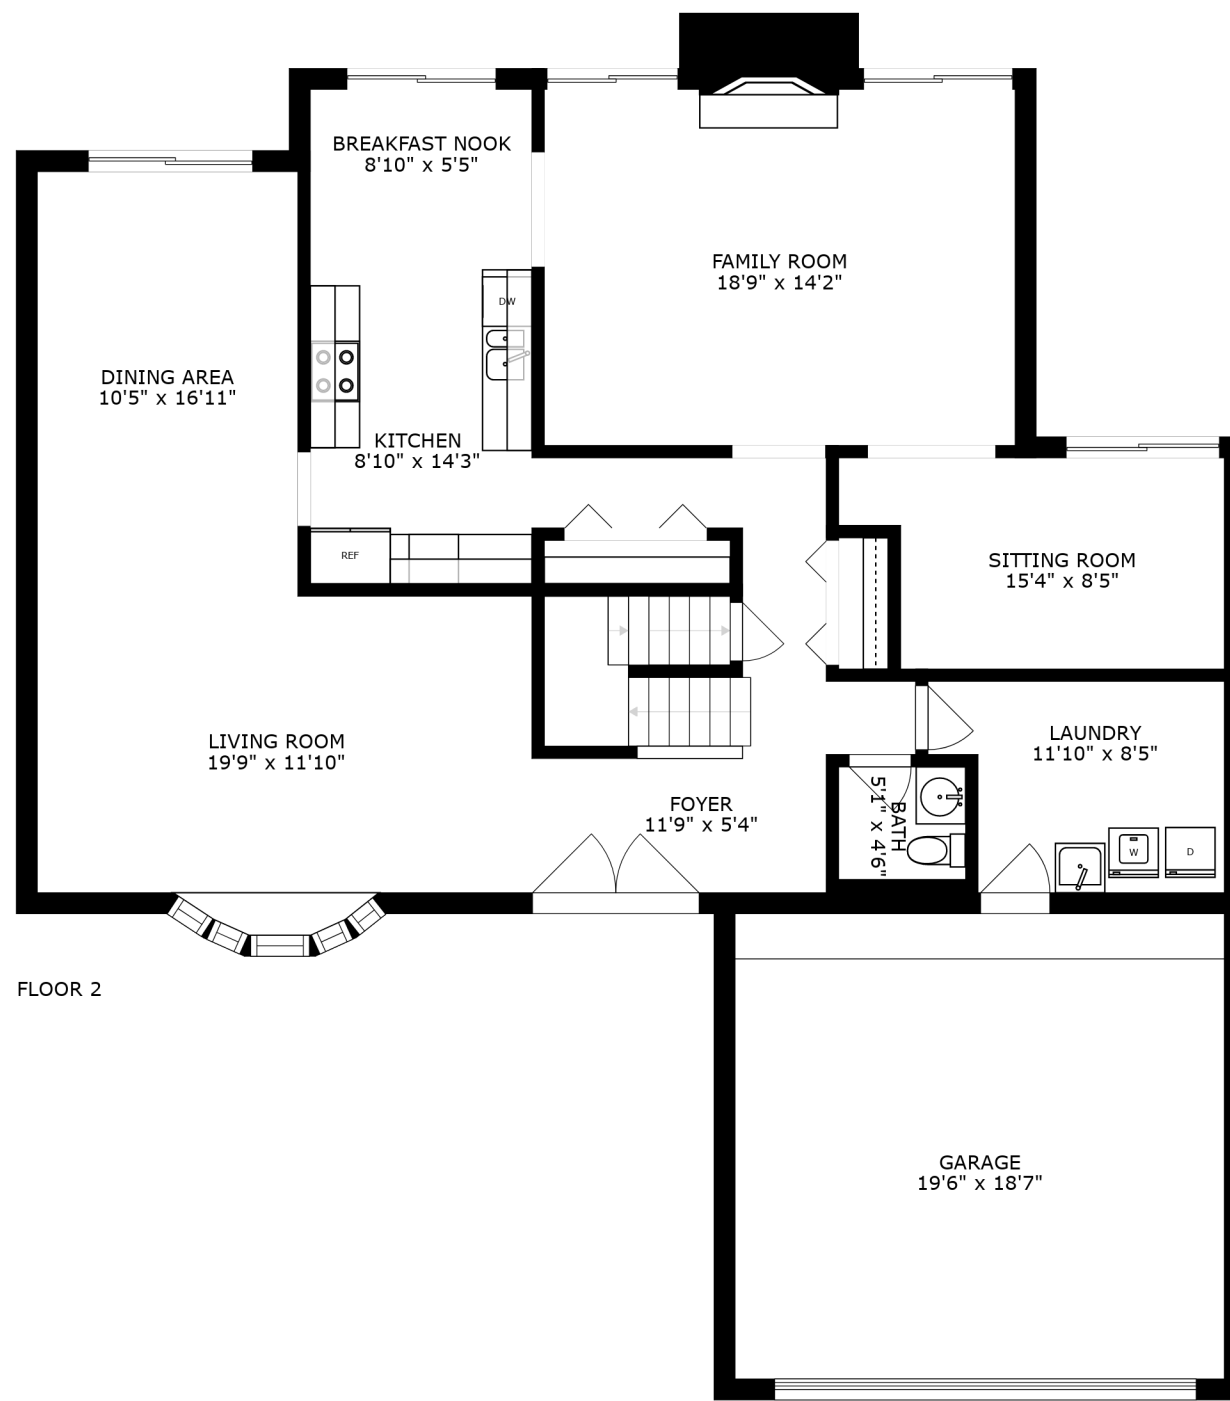 BREAKFAST NOOK
8'10" x 5'5"
FAMILY ROOM
18'9" x 14'2"
DW
DINING AREA
10'5" x 16'11"
KITCHEN
8'10" x 14'3"
REF
SITTING ROOM
15'4" x 8'5"
LIVING ROOM
19'9" x 11'10"
LAUNDRY
11'10" x 8'5"
FOYER
11'9" x 5'4"
BATH
5'1" x 4'6"
W
D
FLOOR 2
GARAGE
19'6" x 18'7"